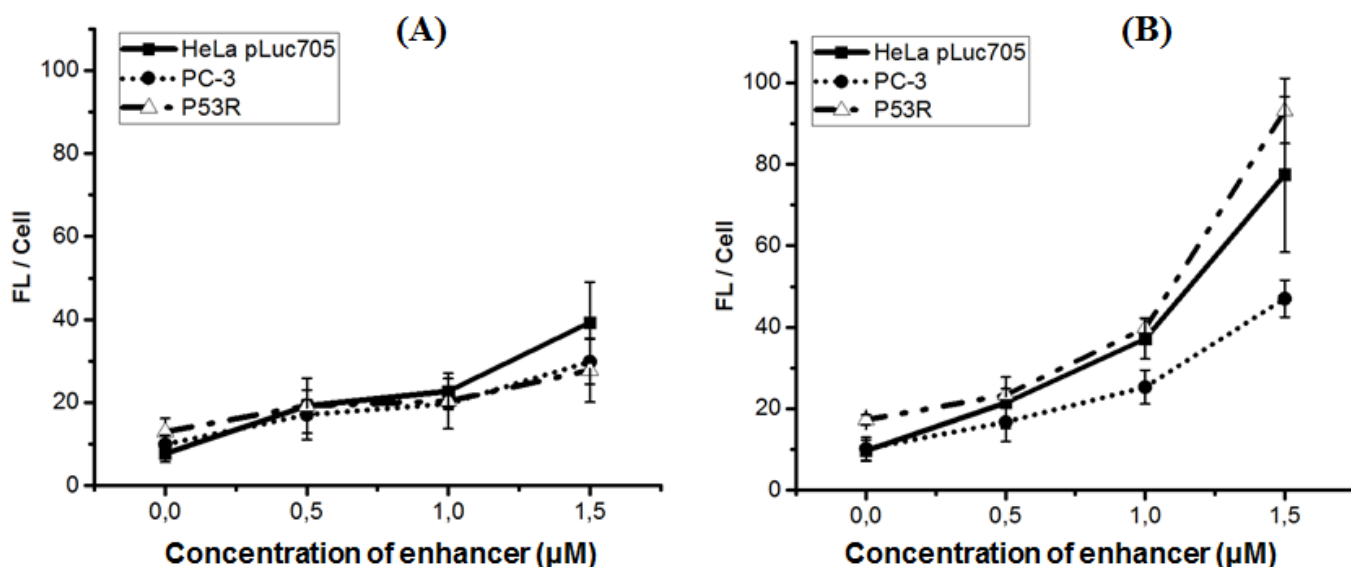 (A)
HeLa pLuc705
PC-3
P53R
100
80
60
40
20
0
FL / Cell
0,0 0,5 1,0 1,5
Concentration of enhancer (µM)
(B)
HeLa pLuc705
PC-3
P53R
100
80
60
40
20
0
FL / Cell
0,0 0,5 1,0 1,5
Concentration of enhancer (µM)